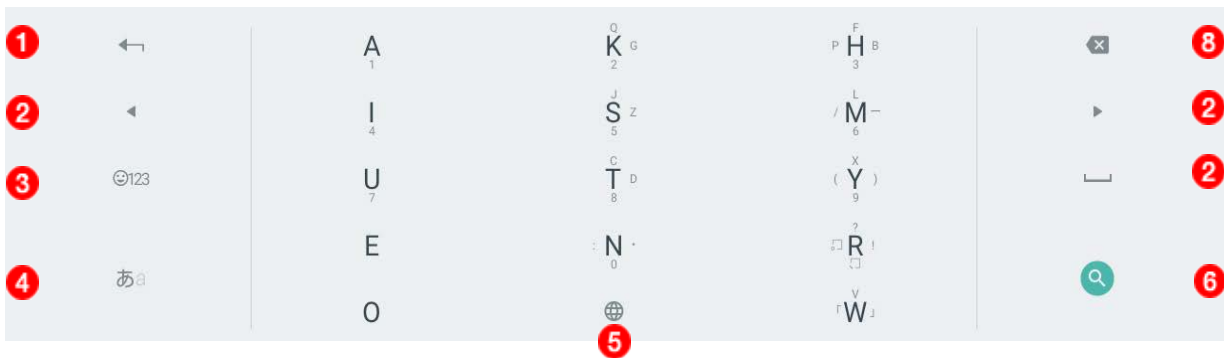 1 A Q K G 2 F P H B 3 8
2 I 4 J S Z 5 L / M — 6 2
3 123 U 7 C T D 8 X ( Y ) 9 2
E : N ・ 0 ? R !
4 あa 6
O V 「 W 」
5